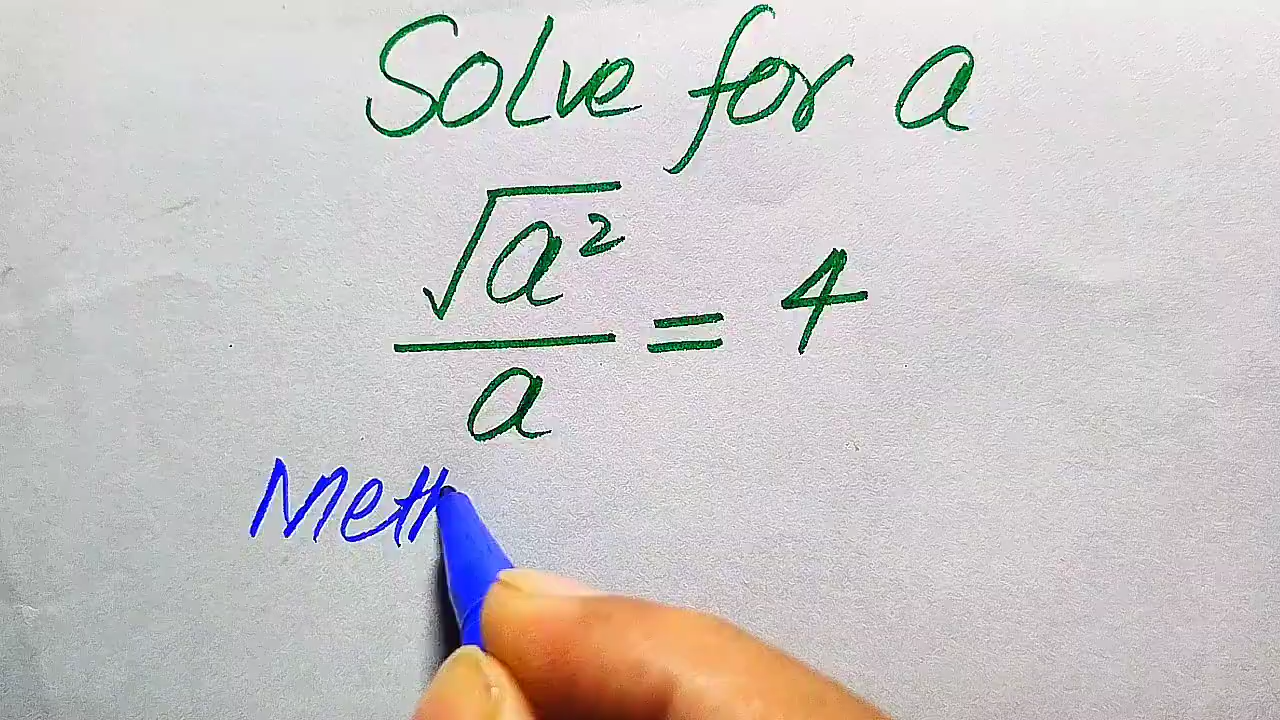 Solve for a
√a² / a = 4
Meth